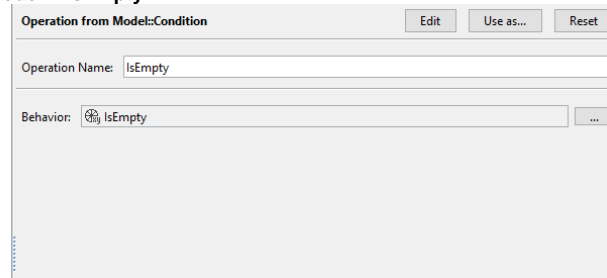 Operation from Model::Condition Edit Use as... Reset
Operation Name: IsEmpty
Behavior: IsEmpty ...